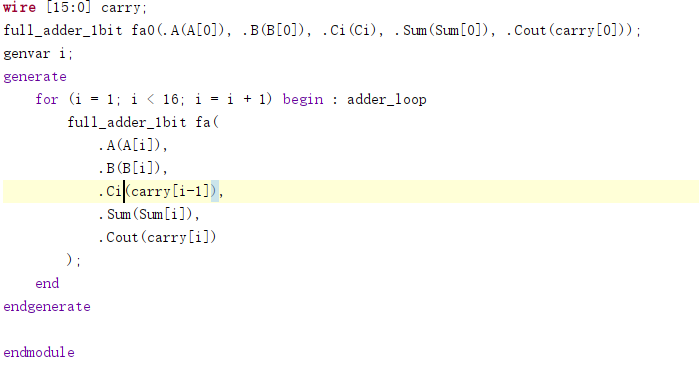 wire [15:0] carry;
full_adder_1bit fa0(.A(A[0]), .B(B[0]), .Ci(Ci), .Sum(Sum[0]), .Cout(carry[0]));
genvar i;
generate
    for (i = 1; i < 16; i = i + 1) begin : adder_loop
        full_adder_1bit fa(
            .A(A[i]),
            .B(B[i]),
            .Ci(carry[i-1]),
            .Sum(Sum[i]),
            .Cout(carry[i])
        );
    end
endgenerate
endmodule